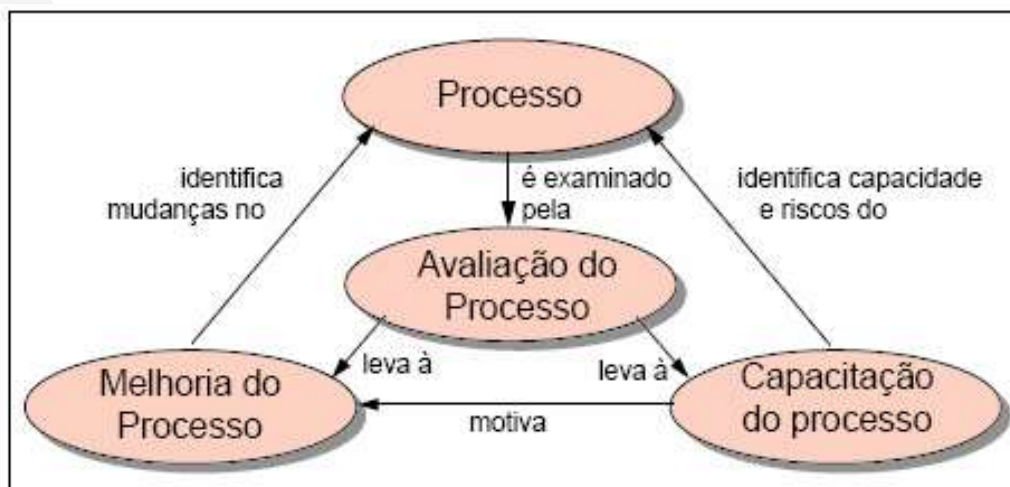 Processo
identifica
mudanças no
é examinado
pela
identifica capacidade
e riscos do
Avaliação do
Processo
leva à
leva à
Melhoria do
Processo
motiva
Capacitação
do processo